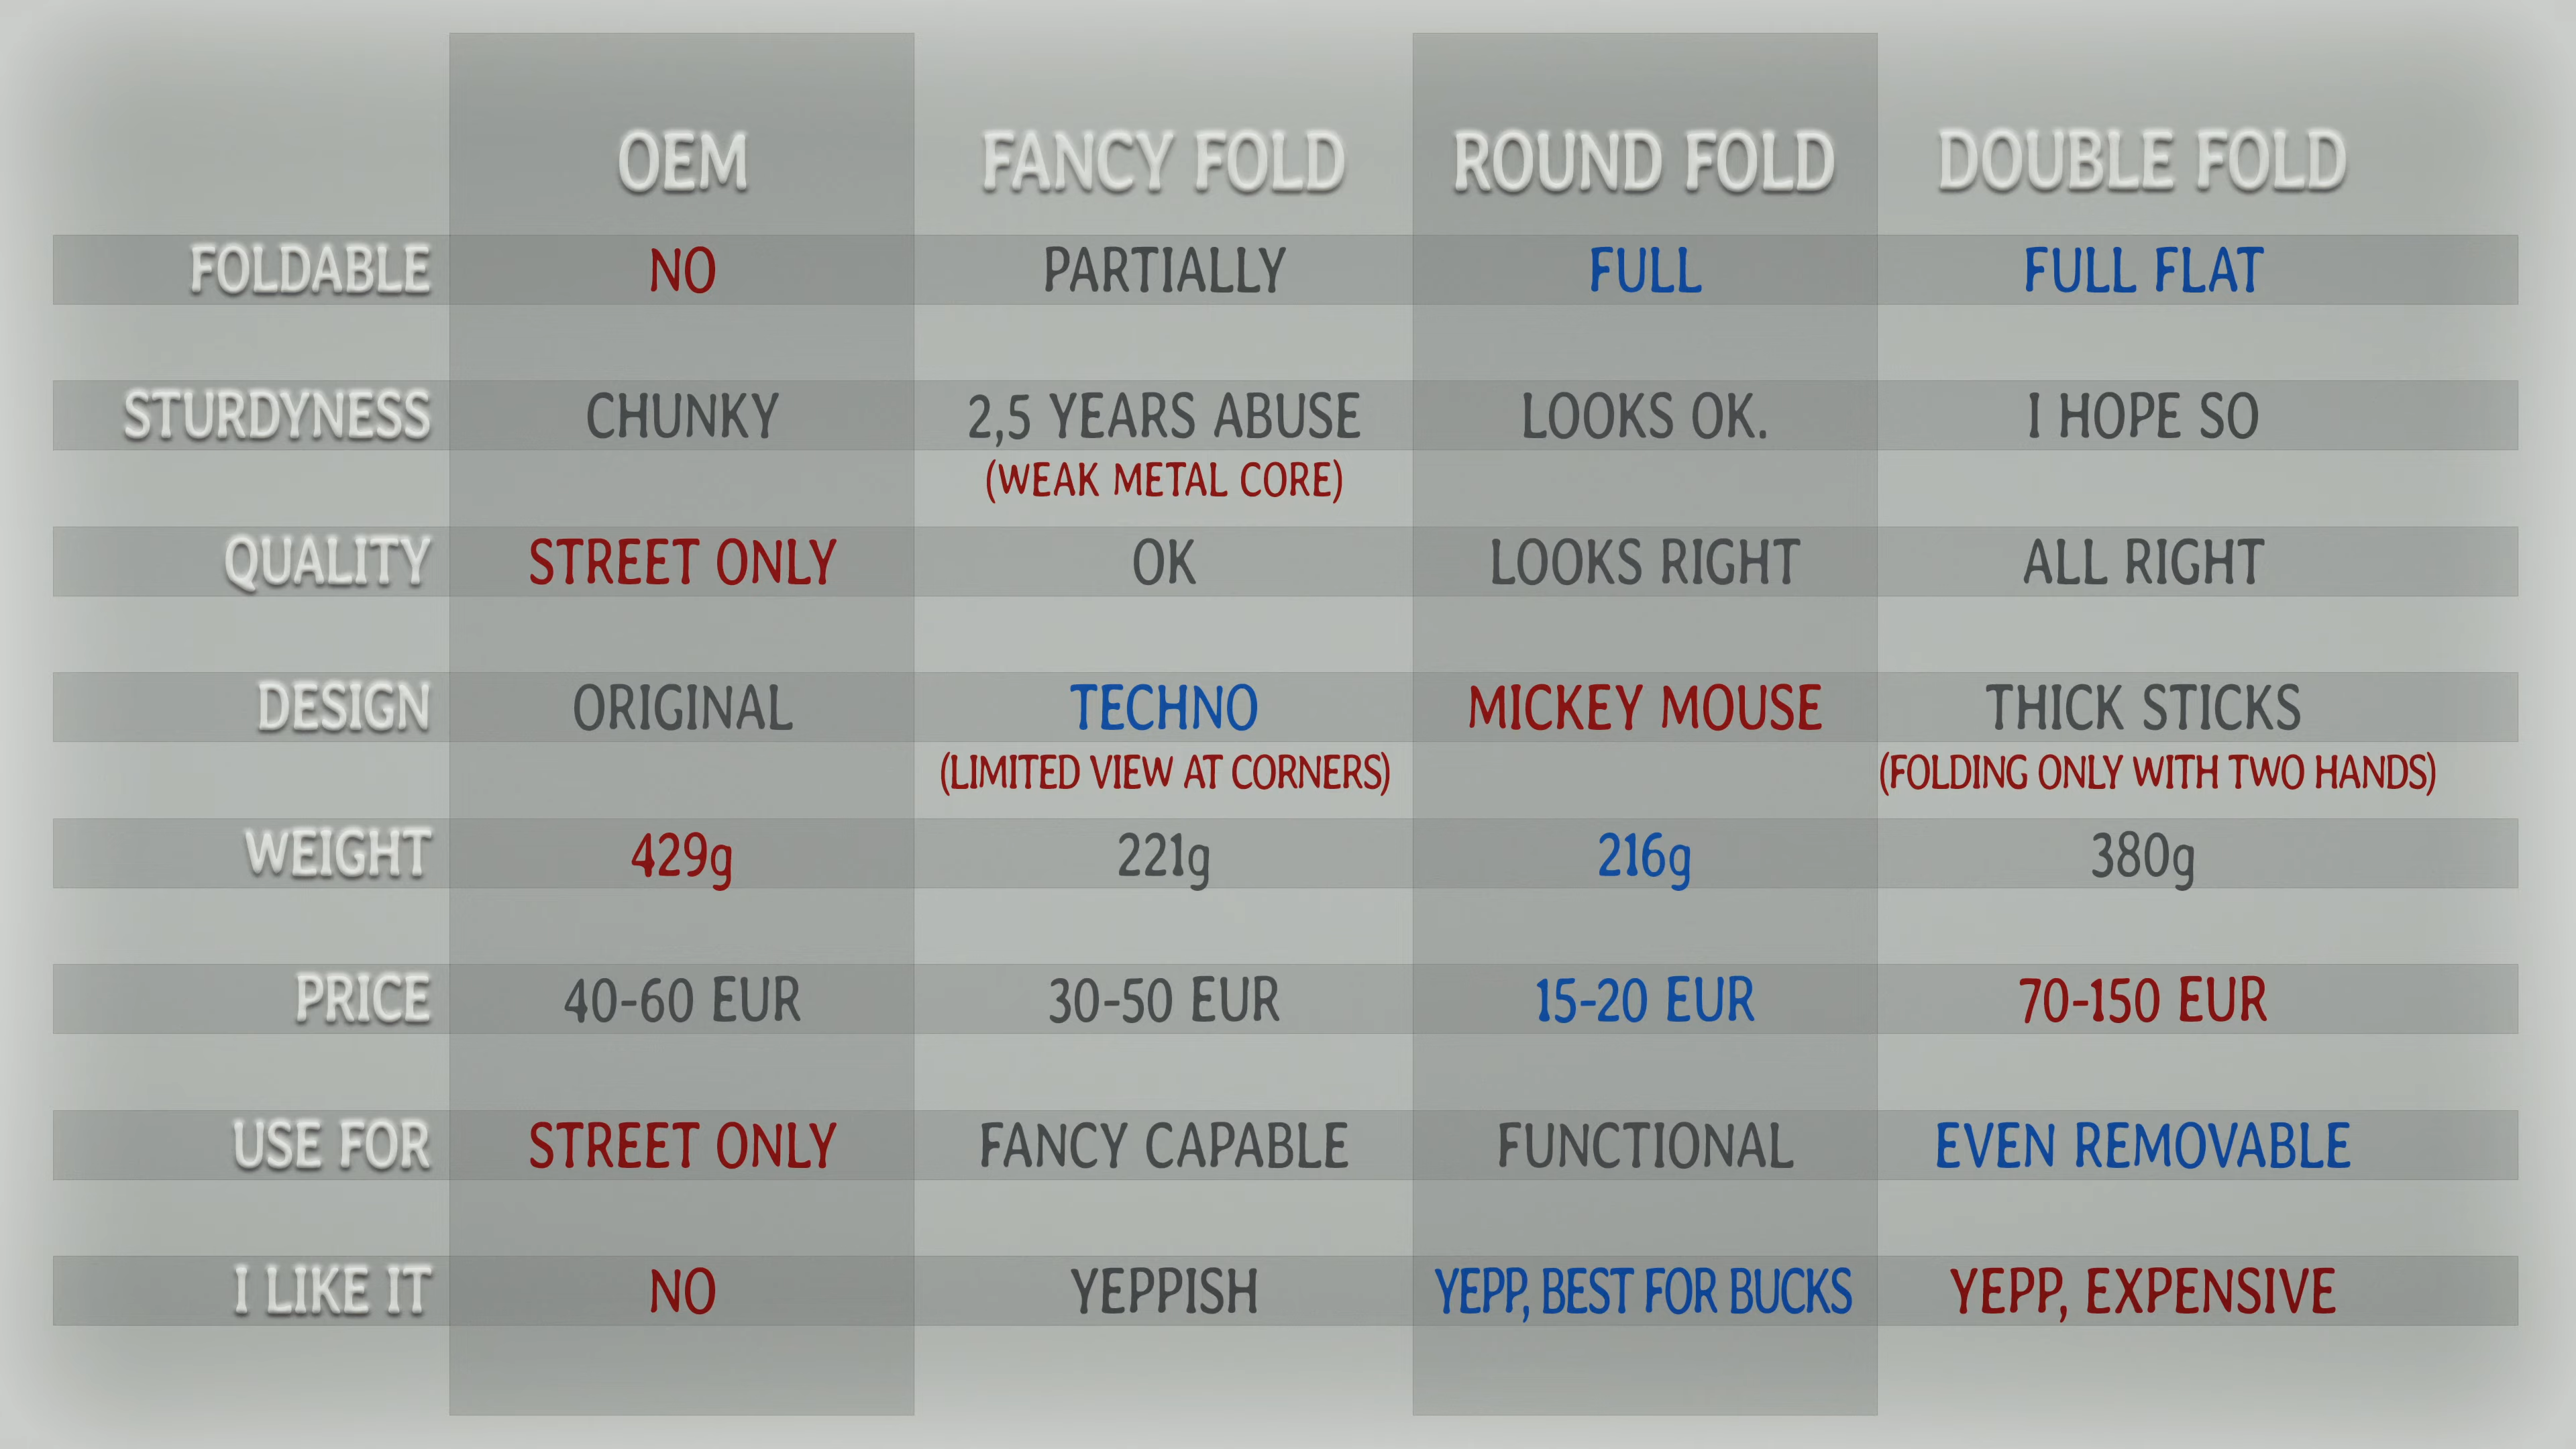 OEM FANCY FOLD ROUND FOLD DOUBLE FOLD
FOLDABLE NO PARTIALLY FULL FULL FLAT
STURDYNESS CHUNKY 2,5 YEARS ABUSE LOOKS OK. I HOPE SO
(WEAK METAL CORE)
QUALITY STREET ONLY OK LOOKS RIGHT ALL RIGHT
DESIGN ORIGINAL TECHNO MICKEY MOUSE THICK STICKS
(LIMITED VIEW AT CORNERS) (FOLDING ONLY WITH TWO HANDS)
WEIGHT 429g 221g 216g 380g
PRICE 40-60 EUR 30-50 EUR 15-20 EUR 70-150 EUR
USE FOR STREET ONLY FANCY CAPABLE FUNCTIONAL EVEN REMOVABLE
I LIKE IT NO YEPPISH YEPP, BEST FOR BUCKS YEPP, EXPENSIVE